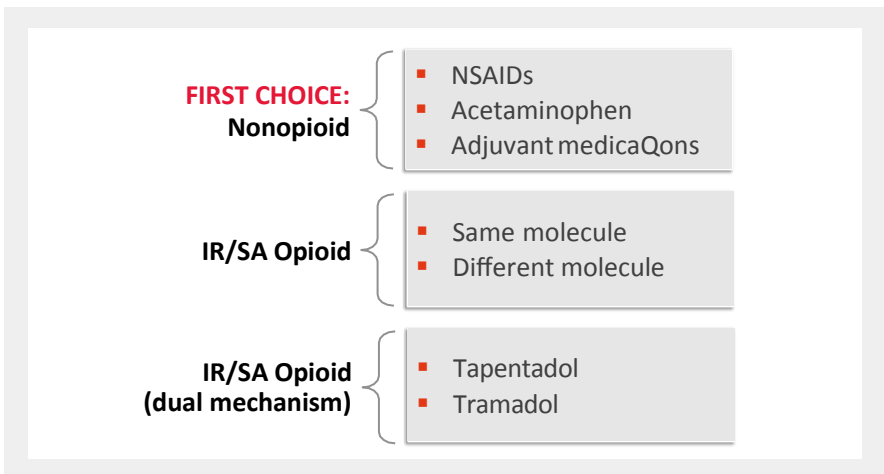 FIRST CHOICE:
Nonopioid
▪ NSAIDs
▪ Acetaminophen
▪ Adjuvant medicaQons
IR/SA Opioid
▪ Same molecule
▪ Different molecule
IR/SA Opioid
(dual mechanism)
▪ Tapentadol
▪ Tramadol